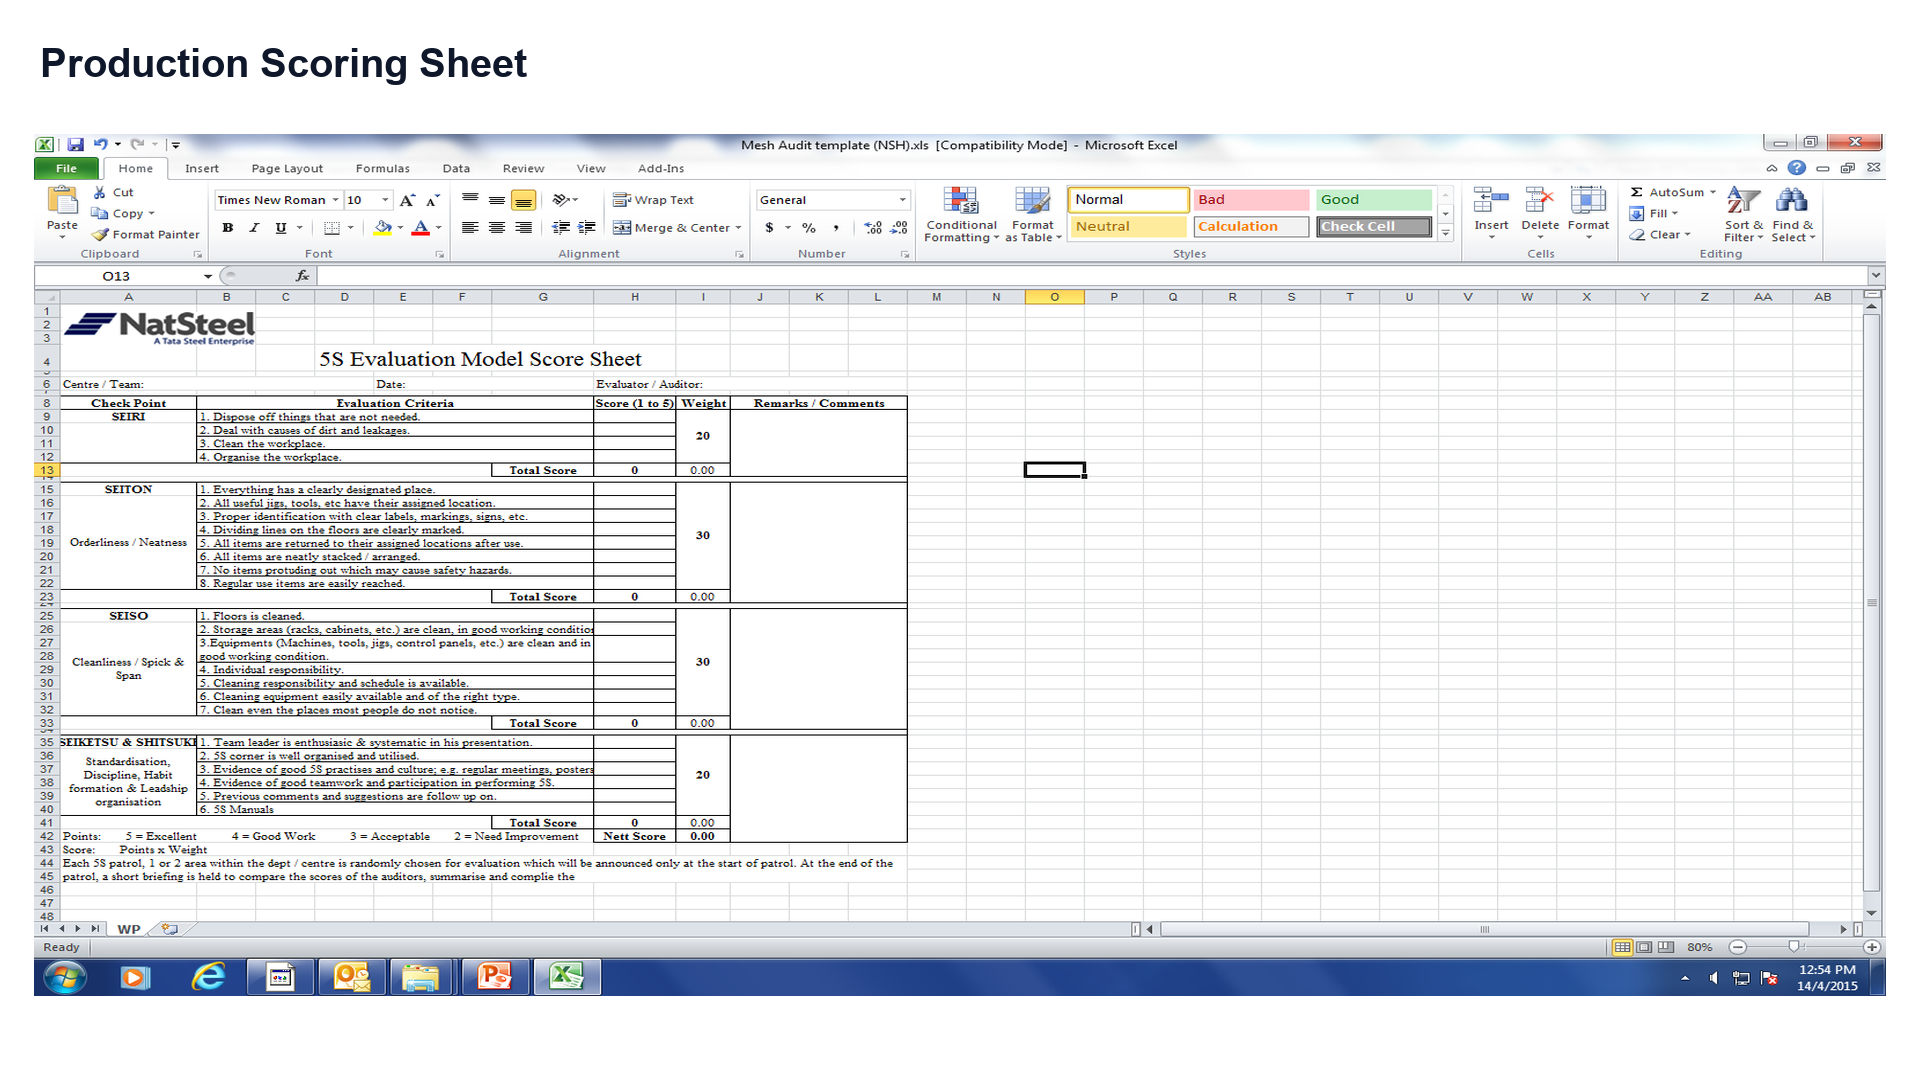 Production Scoring Sheet
Mesh Audit template (NSH).xls [Compatibility Mode] - Microsoft Excel
File Home Insert Page Layout Formulas Data Review View Add-Ins
Cut
Copy
Format Painter
Paste
Clipboard
Times New Roman 10
B I U
Font
Wrap Text
Merge & Center
Alignment
General
$ % ,
Number
Conditional Formatting
Format as Table
Normal Bad Good
Neutral Calculation Check Cell
Styles
Insert Delete Format
Cells
Σ AutoSum
Fill
Clear
Sort & Filter
Find & Select
Editing
O13 fx
A B C D E F G H I J K L M N O P Q R S T U V W X Y Z AA AB
NatSteel
A Tata Steel Enterprise
5S Evaluation Model Score Sheet
Centre / Team: Date: Evaluator / Auditor:
Check Point Evaluation Criteria Score (1 to 5) Weight Remarks / Comments
SEIRI 1. Dispose off things that are not needed.
2. Deal with causes of dirt and leakages.
20
3. Clean the workplace.
4. Organise the workplace.
Total Score 0 0.00
SEITON 1. Everything has a clearly designated place.
2. All useful jigs, tools, etc have their assigned location.
3. Proper identification with clear labels, markings, signs, etc.
4. Dividing lines on the floors are clearly marked.
30
Orderliness / Neatness 5. All items are returned to their assigned locations after use.
6. All items are neatly stacked / arranged.
7. No items protuding out which may cause safety hazards.
8. Regular use items are easily reached.
Total Score 0 0.00
SEISO 1. Floors is cleaned.
2. Storage areas (racks, cabinets, etc.) are clean, in good working condition
3.Equipments (Machines, tools, jigs, control panels, etc.) are clean and in
good working condition.
30
Cleanliness / Spick &
Span
4. Individual responsibility.
5. Cleaning responsibility and schedule is available.
6. Cleaning equipment easily available and of the right type.
7. Clean even the places most people do not notice.
Total Score 0 0.00
SEIKETSU & SHITSUKI 1. Team leader is enthusiasic & systematic in his presentation.
2. 5S corner is well organised and utilised.
Standardisation,
Discipline, Habit
formation & Leadship
organisation
3. Evidence of good 5S practises and culture; e.g. regular meetings, posters
20
4. Evidence of good teamwork and participation in performing 5S.
5. Previous comments and suggestions are follow up on.
6. 5S Manuals
Total Score 0 0.00
Points: 5 = Excellent 4 = Good Work 3 = Acceptable 2 = Need Improvement Nett Score 0.00
Score: Points x Weight
Each 5S patrol, 1 or 2 area within the dept / centre is randomly chosen for evaluation which will be announced only at the start of patrol. At the end of the
patrol, a short briefing is held to compare the scores of the auditors, summarise and complie the
WP
Ready 80%
12:54 PM
14/4/2015